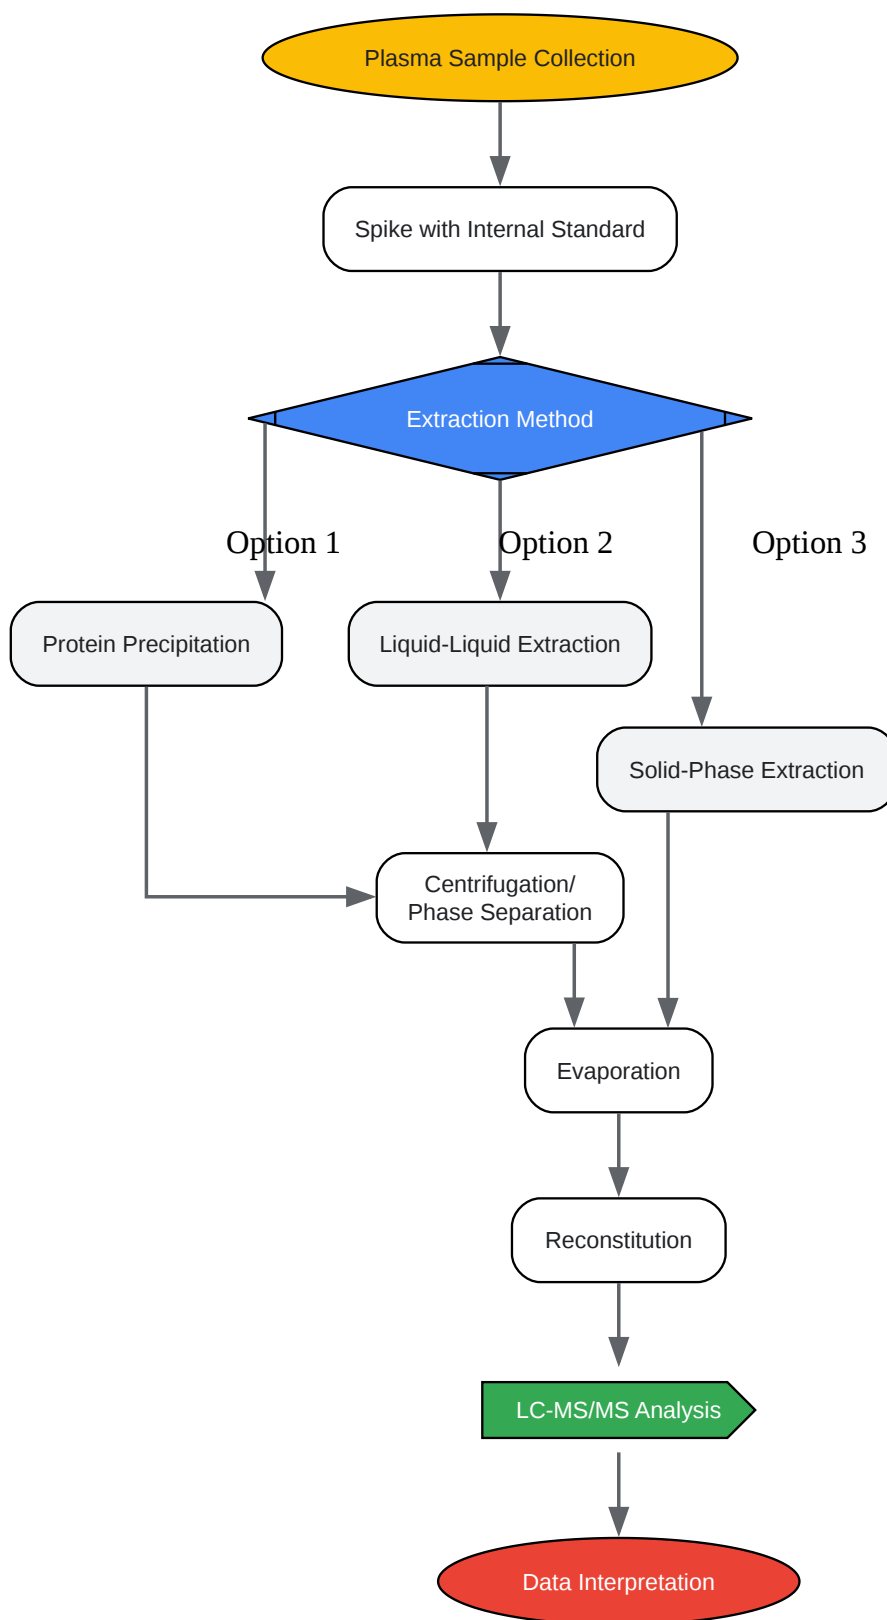 Plasma Sample Collection
Spike with Internal Standard
Extraction Method
Option 1
Option 2
Option 3
Protein Precipitation
Liquid-Liquid Extraction
Solid-Phase Extraction
Centrifugation/
Phase Separation
Evaporation
Reconstitution
LC-MS/MS Analysis
Data Interpretation